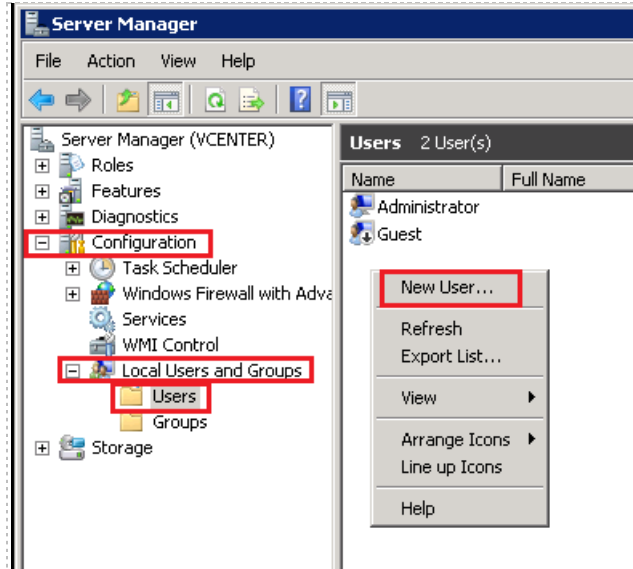 Server Manager
File Action View Help
Server Manager (VCENTER)
Roles
Features
Diagnostics
Configuration
Task Scheduler
Windows Firewall with Adva
Services
WMI Control
Local Users and Groups
Users
Groups
Storage
Users 2 User(s)
Name Full Name
Administrator
Guest
New User...
Refresh
Export List...
View
Arrange Icons
Line up Icons
Help